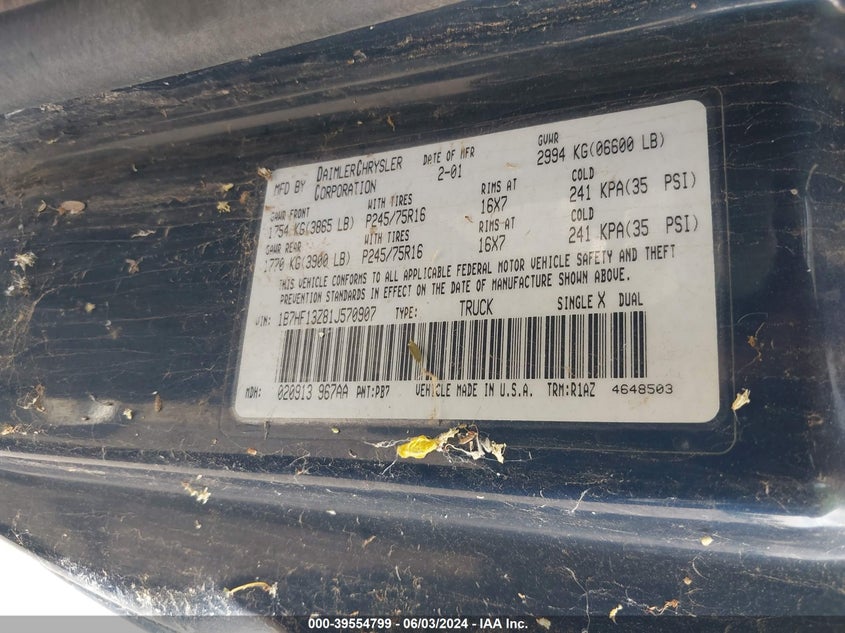 MFD BY DAIMLERCHRYSLER CORPORATION DATE OF MFR 2-01 GVWR 2994 KG(06600 LB)
GAWR FRONT WITH TIRES RIMS AT COLD
1754 KG(3865 LB) P245/75R16 16X7 241 KPA(35 PSI)
GAWR REAR WITH TIRES RIMS AT COLD
1770 KG(3900 LB) P245/75R16 16X7 241 KPA(35 PSI)
THIS VEHICLE CONFORMS TO ALL APPLICABLE FEDERAL MOTOR VEHICLE SAFETY AND THEFT
PREVENTION STANDARDS IN EFFECT ON THE DATE OF MANUFACTURE SHOWN ABOVE.
VIN: 1B7HF13Z81J570907 TYPE: TRUCK SINGLE X DUAL
MDH: 020913 967AA PNT:PB7 VEHICLE MADE IN U.S.A. TRM:R1AZ 4648503
000-39554799 - 06/03/2024 - IAA Inc.